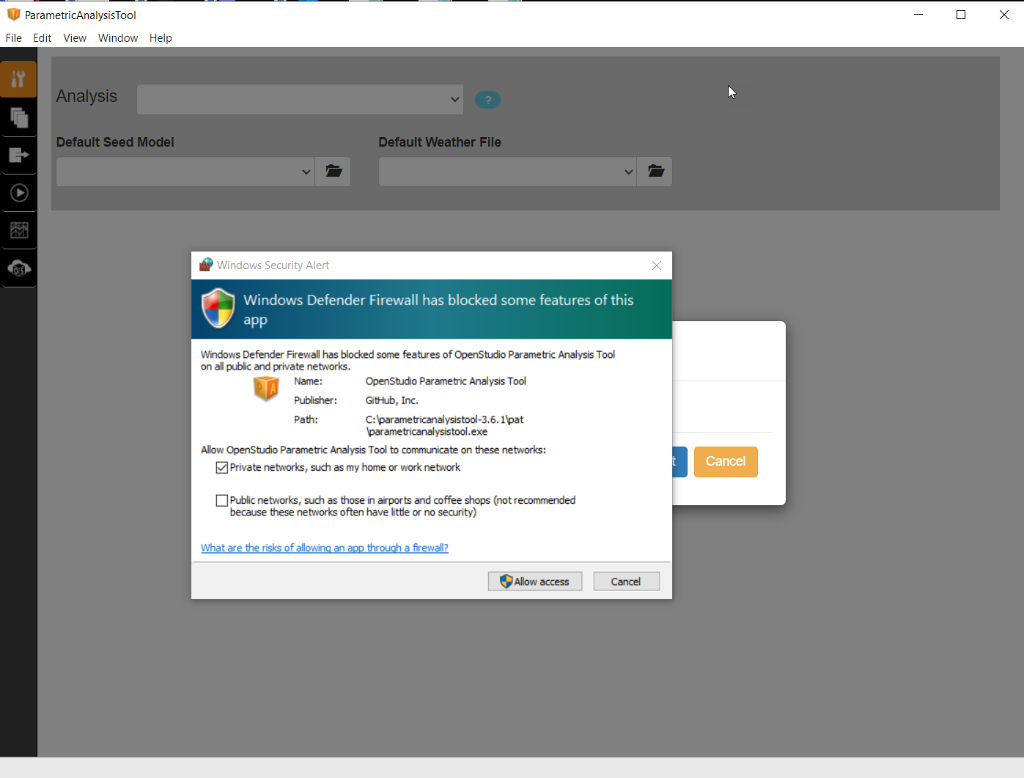 ParametricAnalysisTool
File Edit View Window Help
Analysis
?
Default Seed Model
Default Weather File
Windows Security Alert
Windows Defender Firewall has blocked some features of this
app
Windows Defender Firewall has blocked some features of OpenStudio Parametric Analysis Tool
on all public and private networks.
Name: OpenStudio Parametric Analysis Tool
Publisher: GitHub, Inc.
Path: C:\parametricanalysistool-3.6.1\pat
\parametricanalysistool.exe
Allow OpenStudio Parametric Analysis Tool to communicate on these networks:
Private networks, such as my home or work network
Public networks, such as those in airports and coffee shops (not recommended
because these networks often have little or no security)
What are the risks of allowing an app through a firewall?
Allow access
Cancel
t
Cancel